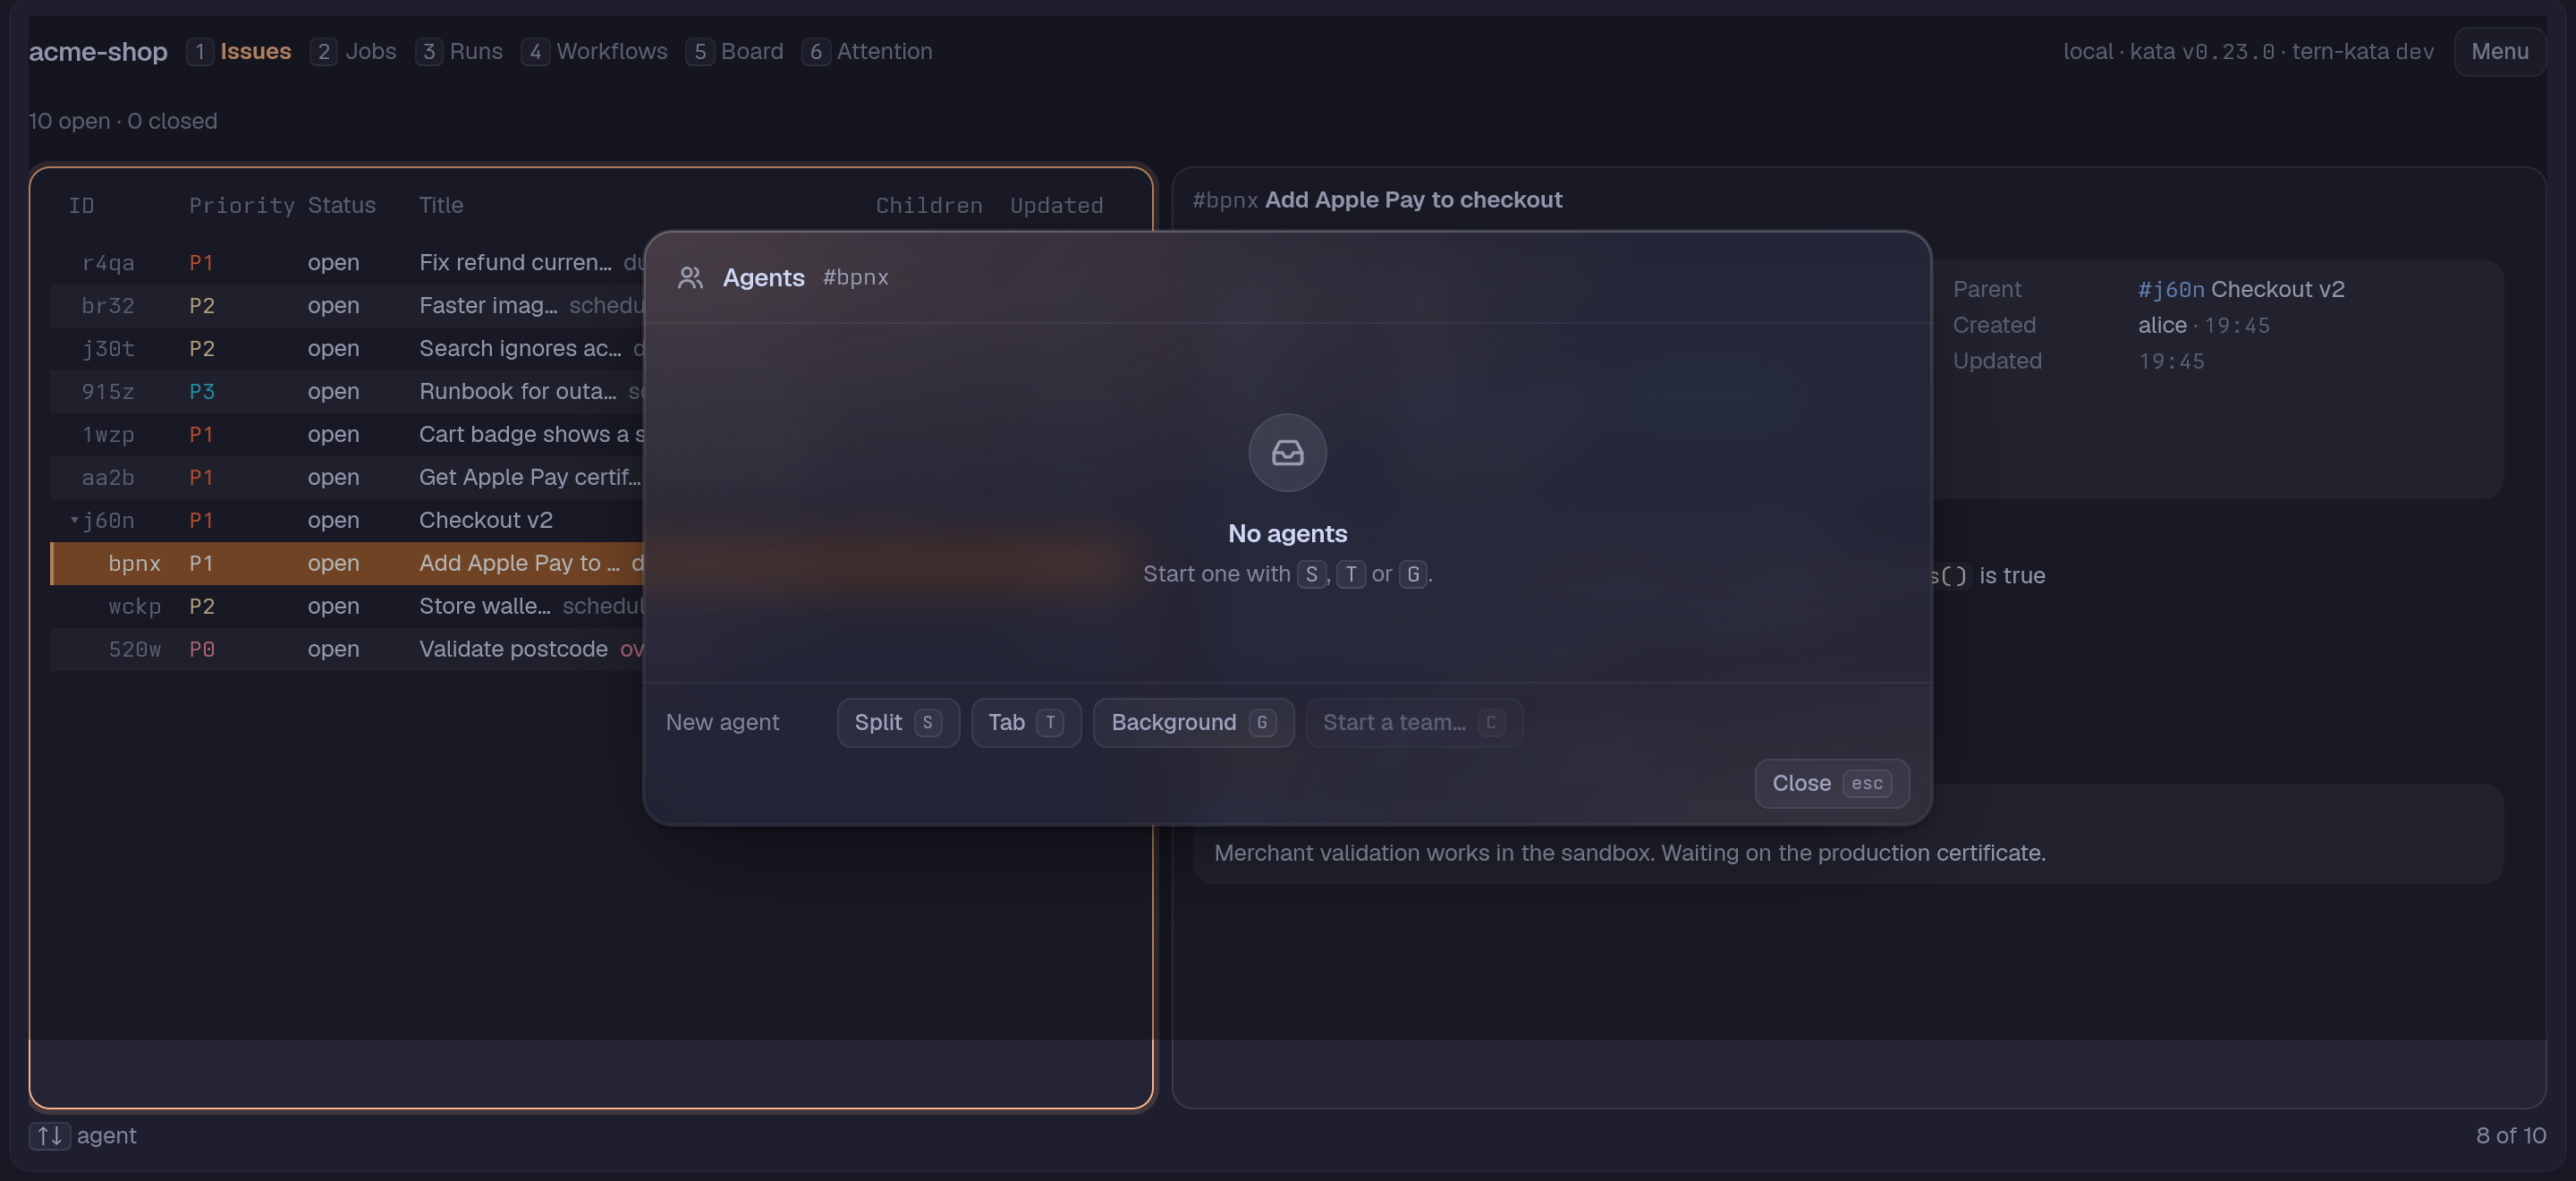 acme-shop 1 Issues 2 Jobs 3 Runs 4 Workflows 5 Board 6 Attention local · kata v0.23.0 · tern-kata dev Menu
10 open · 0 closed
ID Priority Status Title Children Updated
r4qa P1 open Fix refund curren…
br32 P2 open Faster imag… schedu
j30t P2 open Search ignores ac… d
915z P3 open Runbook for outa…
1wzp P1 open Cart badge shows a s
aa2b P1 open Get Apple Pay certif…
▾j60n P1 open Checkout v2
bpnx P1 open Add Apple Pay to … d
wckp P2 open Store walle… schedul
520w P0 open Validate postcode ov
#bpnx Add Apple Pay to checkout
Parent #j60n Checkout v2
Created alice · 19:45
Updated 19:45
s() is true
Merchant validation works in the sandbox. Waiting on the production certificate.
Agents #bpnx
No agents
Start one with S, T or G.
New agent Split S Tab T Background G Start a team… C
Close esc
↑↓ agent 8 of 10